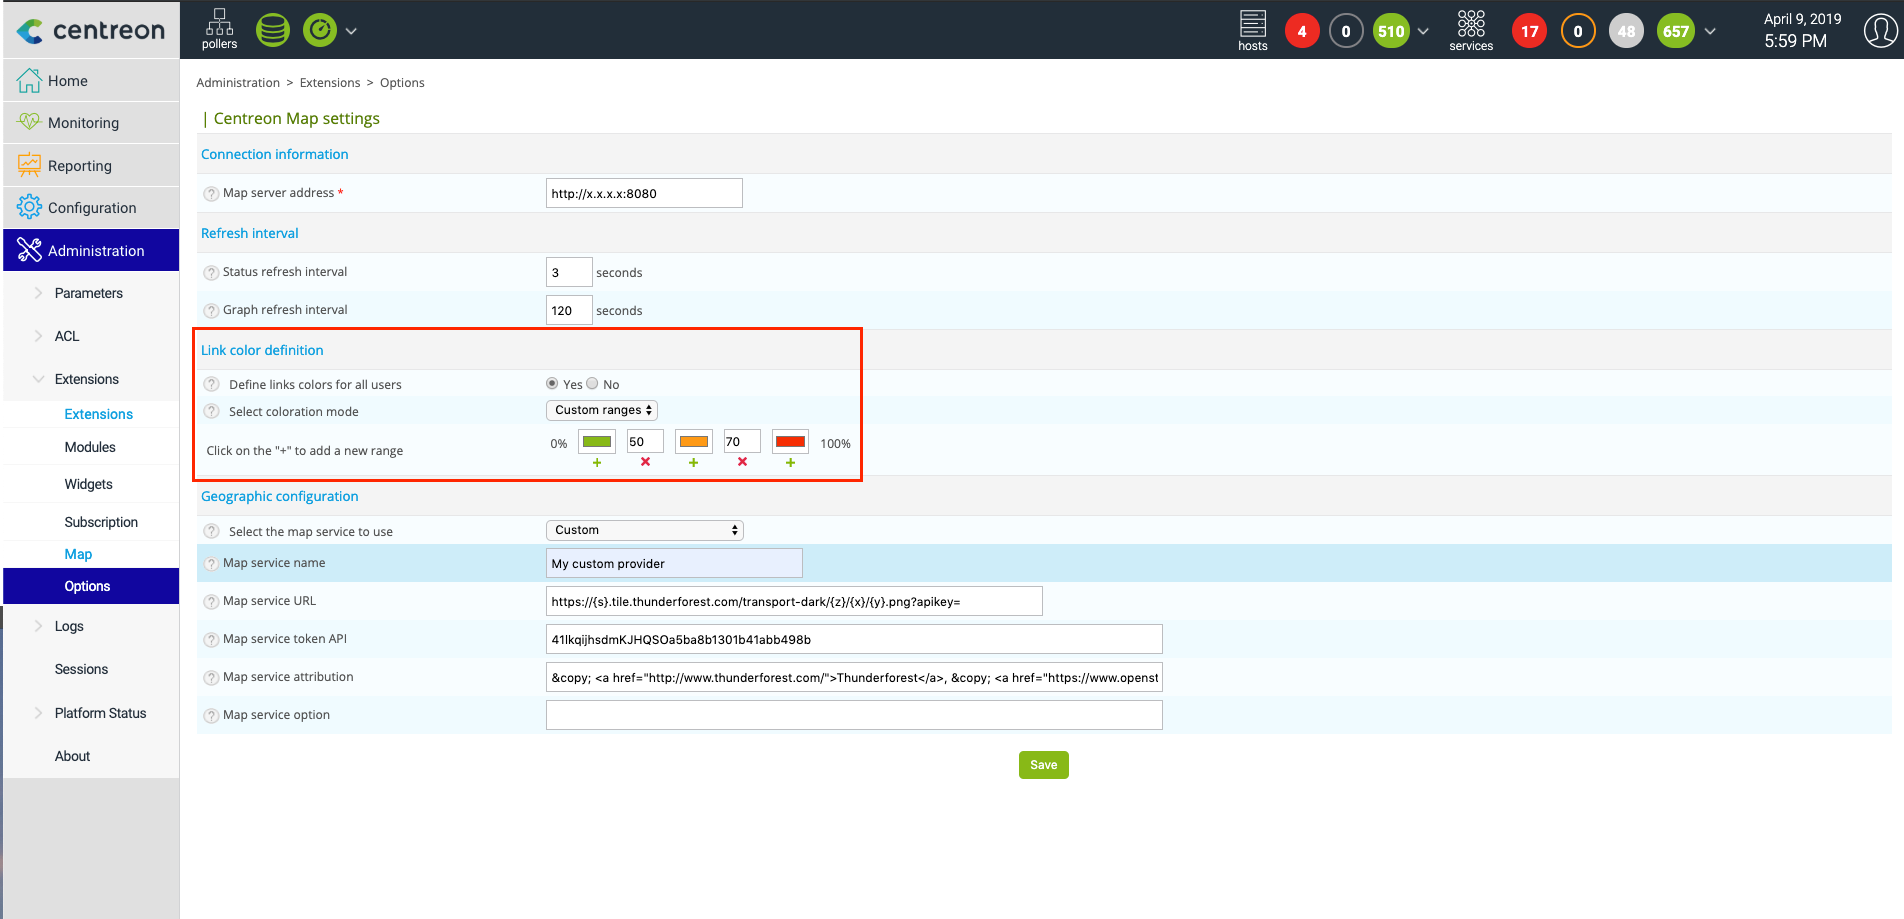 centreon
pollers
hosts
4
0
510
services
17
0
48
657
April 9, 2019
5:59 PM
Home
Monitoring
Reporting
Configuration
Administration
Parameters
ACL
Extensions
Extensions
Modules
Widgets
Subscription
Map
Options
Logs
Sessions
Platform Status
About
Administration > Extensions > Options
| Centreon Map settings
Connection information
? Map server address * http://x.x.x.x:8080
Refresh interval
? Status refresh interval 3 seconds
? Graph refresh interval 120 seconds
Link color definition
? Define links colors for all users Yes No
? Select coloration mode Custom ranges
Click on the "+" to add a new range 0% 50 70 100%
+ × + × +
Geographic configuration
? Select the map service to use Custom
? Map service name My custom provider
? Map service URL https://{s}.tile.thunderforest.com/transport-dark/{z}/{x}/{y}.png?apikey=
? Map service token API 41lkqijhsdmKJHQSOa5ba8b1301b41abb498b
? Map service attribution &copy; <a href="http://www.thunderforest.com/">Thunderforest</a>, &copy; <a href="https://www.openst
? Map service option
Save